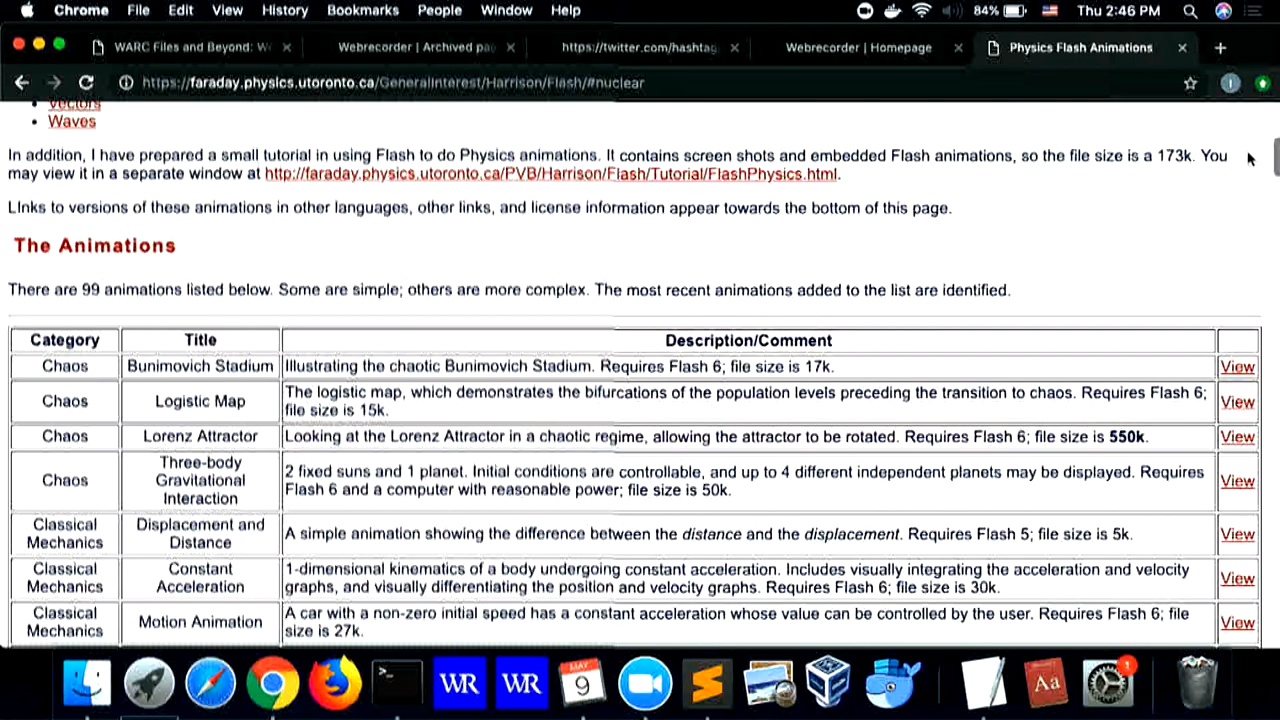 Chrome File Edit View History Bookmarks People Window Help 84% Thu 2:46 PM
WARC Files and Beyond: W Webrecorder | Archived pa https://twitter.com/hashtag Webrecorder | Homepage Physics Flash Animations
https://faraday.physics.utoronto.ca/GeneralInterest/Harrison/Flash/#nuclear
Vectors
Waves
In addition, I have prepared a small tutorial in using Flash to do Physics animations. It contains screen shots and embedded Flash animations, so the file size is a 173k. You
may view it in a separate window at http://faraday.physics.utoronto.ca/PVB/Harrison/Flash/Tutorial/FlashPhysics.html.
LInks to versions of these animations in other languages, other links, and license information appear towards the bottom of this page.
The Animations
There are 99 animations listed below. Some are simple; others are more complex. The most recent animations added to the list are identified.
Category Title Description/Comment
Chaos Bunimovich Stadium Illustrating the chaotic Bunimovich Stadium. Requires Flash 6; file size is 17k. View
Chaos Logistic Map The logistic map, which demonstrates the bifurcations of the population levels preceding the transition to chaos. Requires Flash 6;
file size is 15k. View
Chaos Lorenz Attractor Looking at the Lorenz Attractor in a chaotic regime, allowing the attractor to be rotated. Requires Flash 6; file size is 550k. View
Chaos Three-body
Gravitational
Interaction 2 fixed suns and 1 planet. Initial conditions are controllable, and up to 4 different independent planets may be displayed. Requires
Flash 6 and a computer with reasonable power; file size is 50k. View
Classical
Mechanics Displacement and
Distance A simple animation showing the difference between the distance and the displacement. Requires Flash 5; file size is 5k. View
Classical
Mechanics Constant
Acceleration 1-dimensional kinematics of a body undergoing constant acceleration. Includes visually integrating the acceleration and velocity
graphs, and visually differentiating the position and velocity graphs. Requires Flash 6; file size is 30k. View
Classical
Mechanics Motion Animation A car with a non-zero initial speed has a constant acceleration whose value can be controlled by the user. Requires Flash 6; file
size is 27k. View
WR WR MAY 9 Aa 1